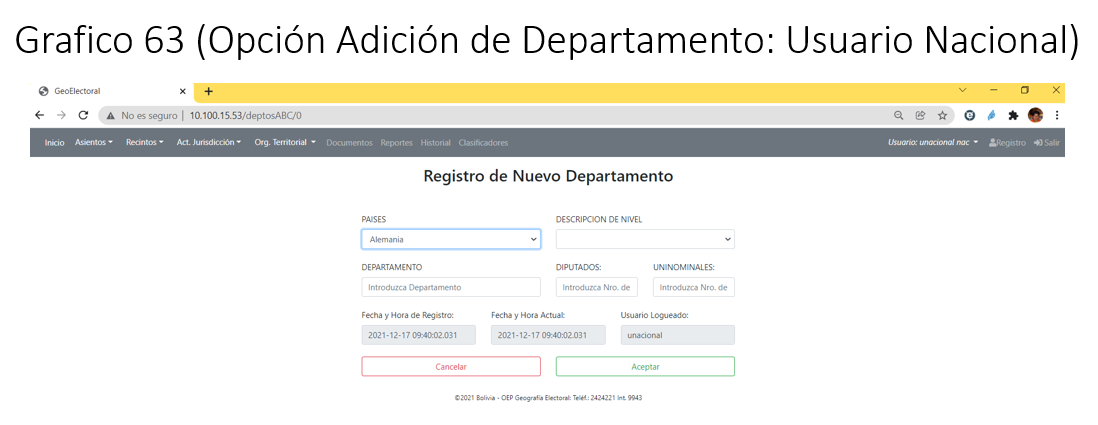 Grafico 63 (Opción Adición de Departamento: Usuario Nacional)
GeoElectoral
No es seguro | 10.100.15.53/deptosABC/0
Inicio Asientos Recintos Act. Jurisdicción Org. Territorial Documentos Reportes Historial Clasificadores Usuario: unacional nac Registro Salir
Registro de Nuevo Departamento
PAISES DESCRIPCION DE NIVEL
Alemania
DEPARTAMENTO DIPUTADOS: UNINOMINALES:
Introduzca Departamento Introduzca Nro. de Introduzca Nro. de
Fecha y Hora de Registro: Fecha y Hora Actual: Usuario Logueado:
2021-12-17 09:40:02.031 2021-12-17 09:40:02.031 unacional
Cancelar Aceptar
©2021 Bolivia - OEP Geografía Electoral: Teléf.: 2424221 Int. 9943